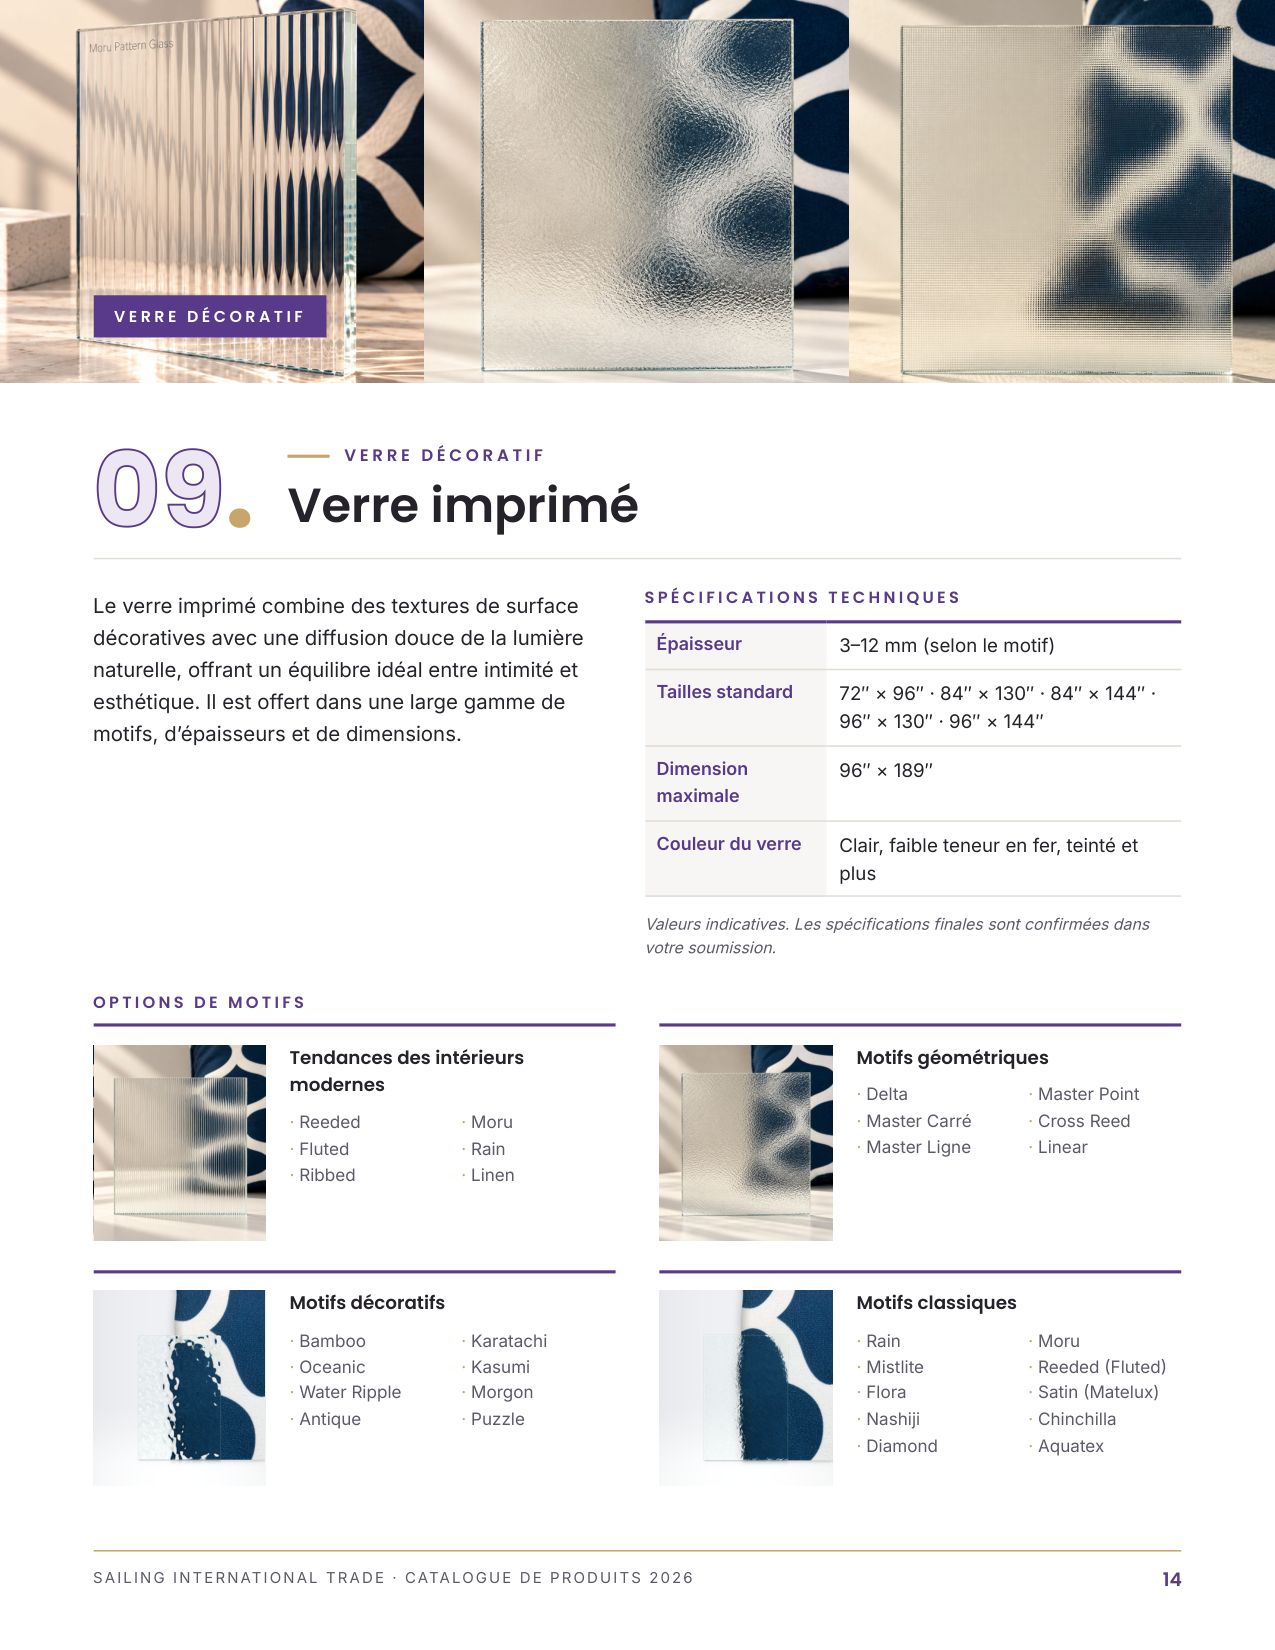 Moru Pattern Glass
VERRE DÉCORATIF
09.
VERRE DÉCORATIF
Verre imprimé
Le verre imprimé combine des textures de surface
décoratives avec une diffusion douce de la lumière
naturelle, offrant un équilibre idéal entre intimité et
esthétique. Il est offert dans une large gamme de
motifs, d’épaisseurs et de dimensions.
SPÉCIFICATIONS TECHNIQUES
Épaisseur 3–12 mm (selon le motif)
Tailles standard 72″ × 96″ · 84″ × 130″ · 84″ × 144″ ·
96″ × 130″ · 96″ × 144″
Dimension 96″ × 189″
maximale
Couleur du verre Clair, faible teneur en fer, teinté et
plus
Valeurs indicatives. Les spécifications finales sont confirmées dans
votre soumission.
OPTIONS DE MOTIFS
Tendances des intérieurs
modernes
· Reeded · Moru
· Fluted · Rain
· Ribbed · Linen
Motifs géométriques
· Delta · Master Point
· Master Carré · Cross Reed
· Master Ligne · Linear
Motifs décoratifs
· Bamboo · Karatachi
· Oceanic · Kasumi
· Water Ripple · Morgon
· Antique · Puzzle
Motifs classiques
· Rain · Moru
· Mistlite · Reeded (Fluted)
· Flora · Satin (Matelux)
· Nashiji · Chinchilla
· Diamond · Aquatex
SAILING INTERNATIONAL TRADE · CATALOGUE DE PRODUITS 2026 14